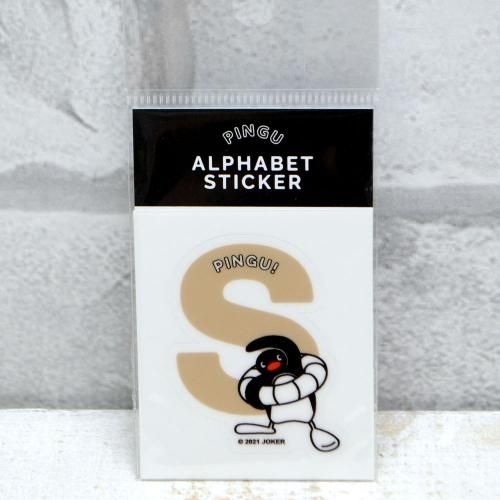 PINGU
ALPHABET
STICKER
PINGU!
S
© 2021 JOKER